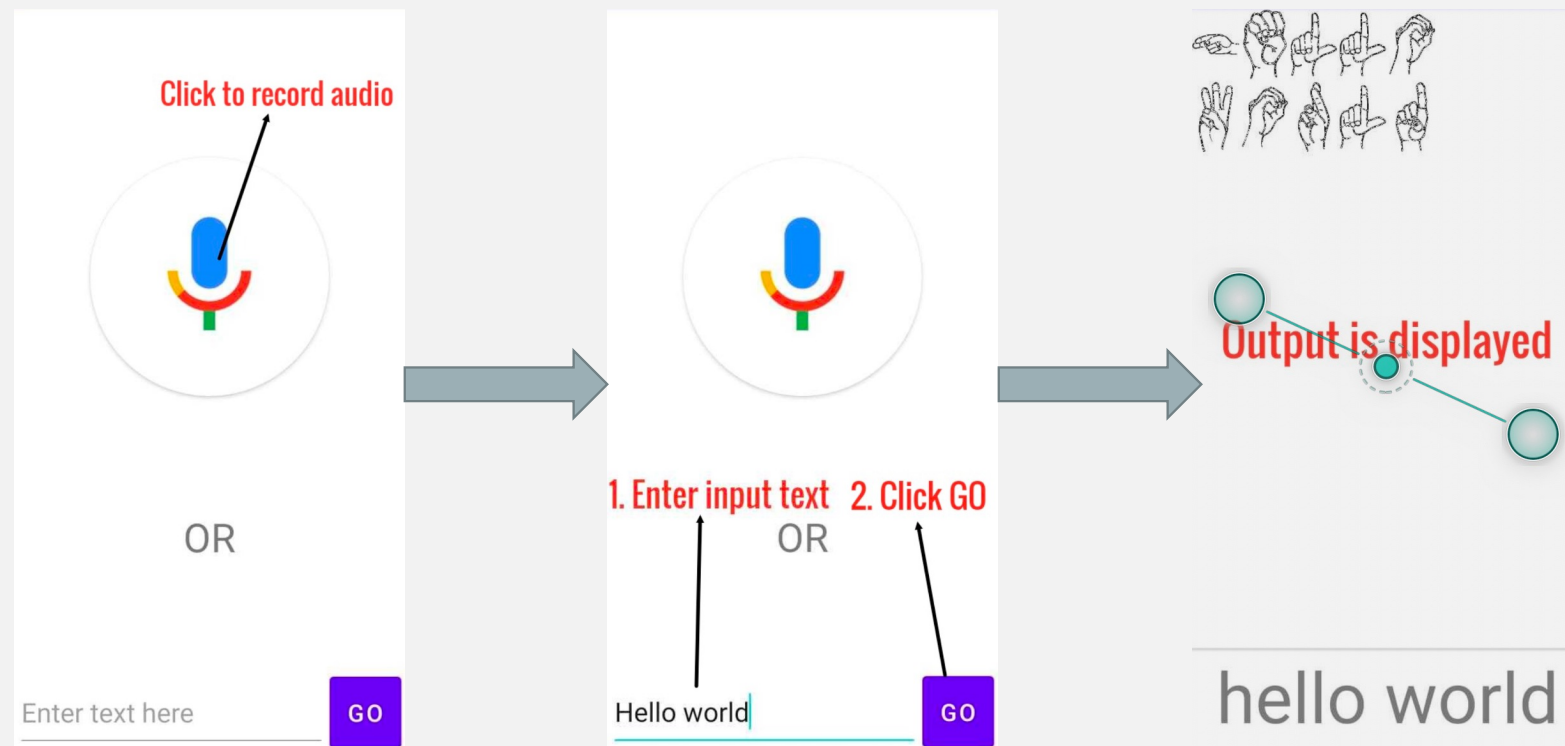 Click to record audio
OR
Enter text here
GO
1. Enter input text 2. Click GO
OR
Hello world
GO
Output is displayed
hello world